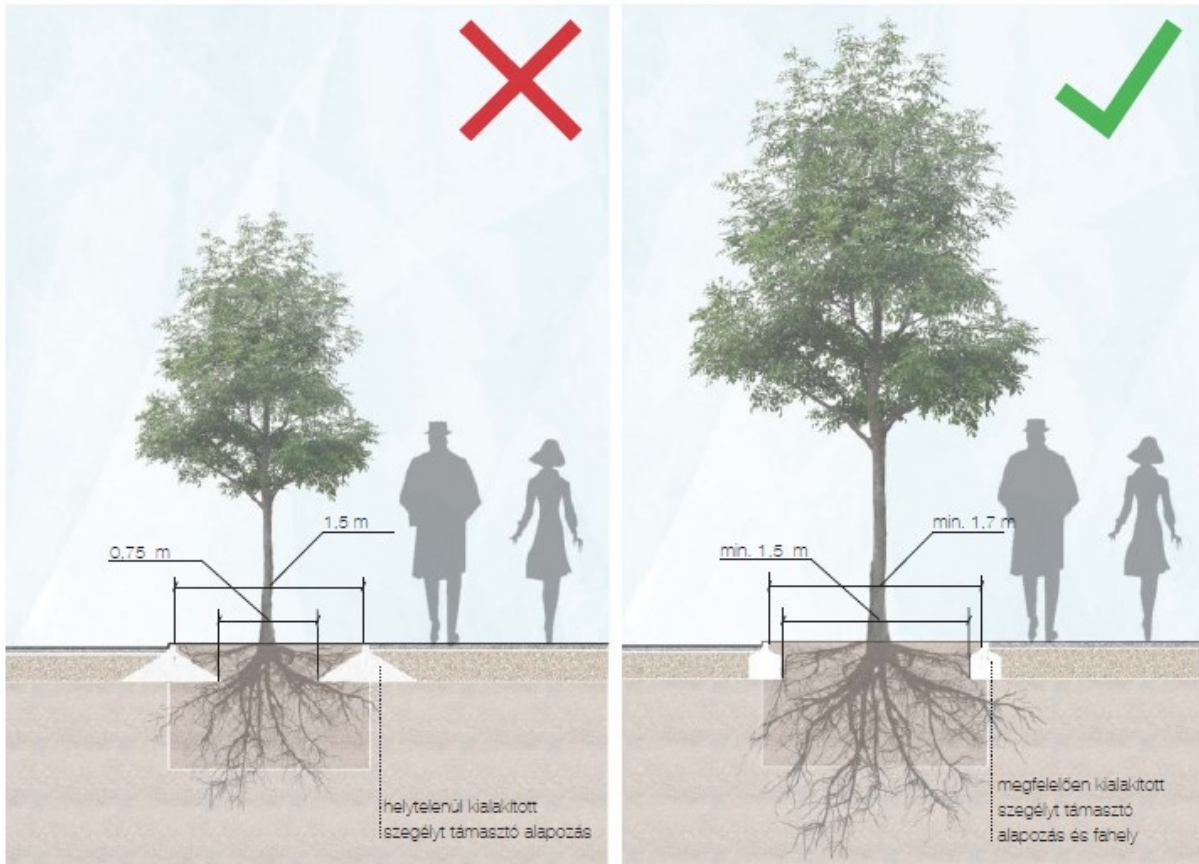 1,5 m
0,75 m
helytelenül kialakított
szegélyt támasztó alapozás
min. 1,7 m
min. 1,5 m
megfelelően kialakított
szegélyt támasztó
alapozás és fahely